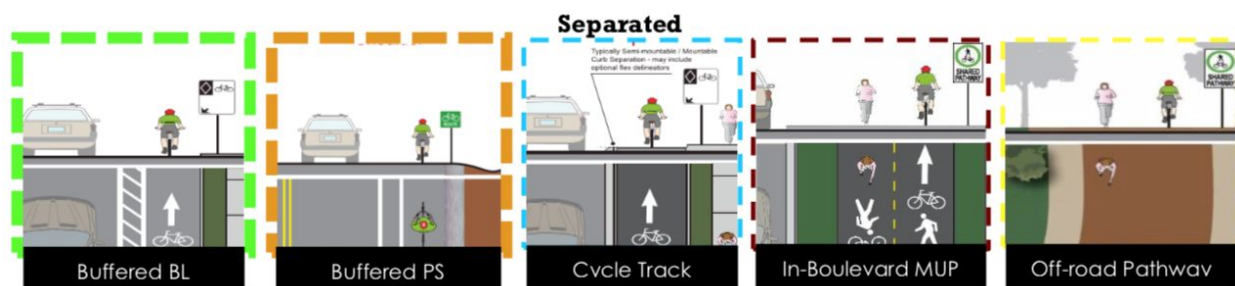 Separated
Typically Semi-mountable / Mountable
Curb Separation - may include
optional flex delineators
SHARED
PATHWAY
SHARED
PATHWAY
Buffered BL
Buffered PS
Cycle Track
In-Boulevard MUP
Off-road Pathway